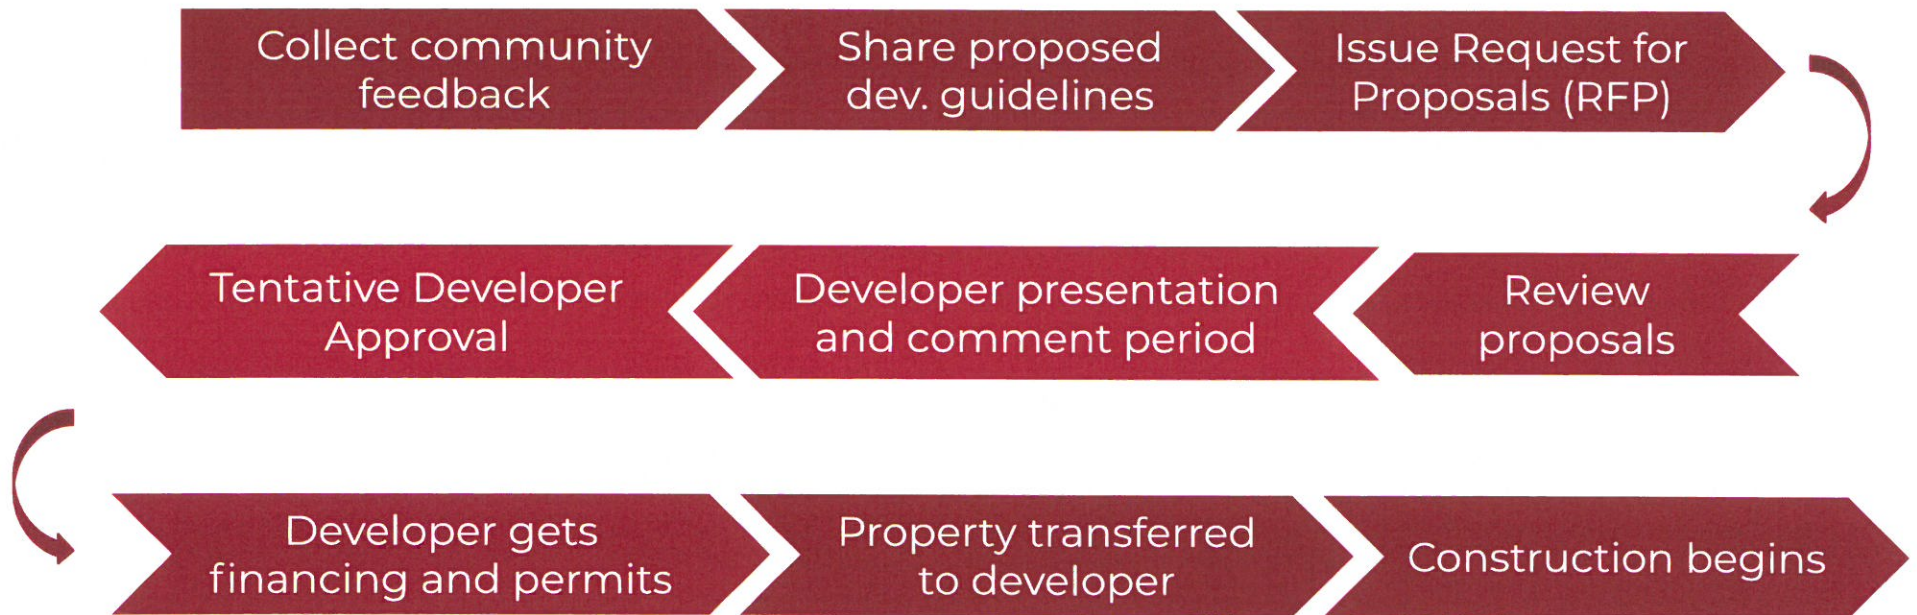 Collect community
feedback
Share proposed
dev. guidelines
Issue Request for
Proposals (RFP)
Review
proposals
Developer presentation
and comment period
Tentative Developer
Approval
Developer gets
financing and permits
Property transferred
to developer
Construction begins